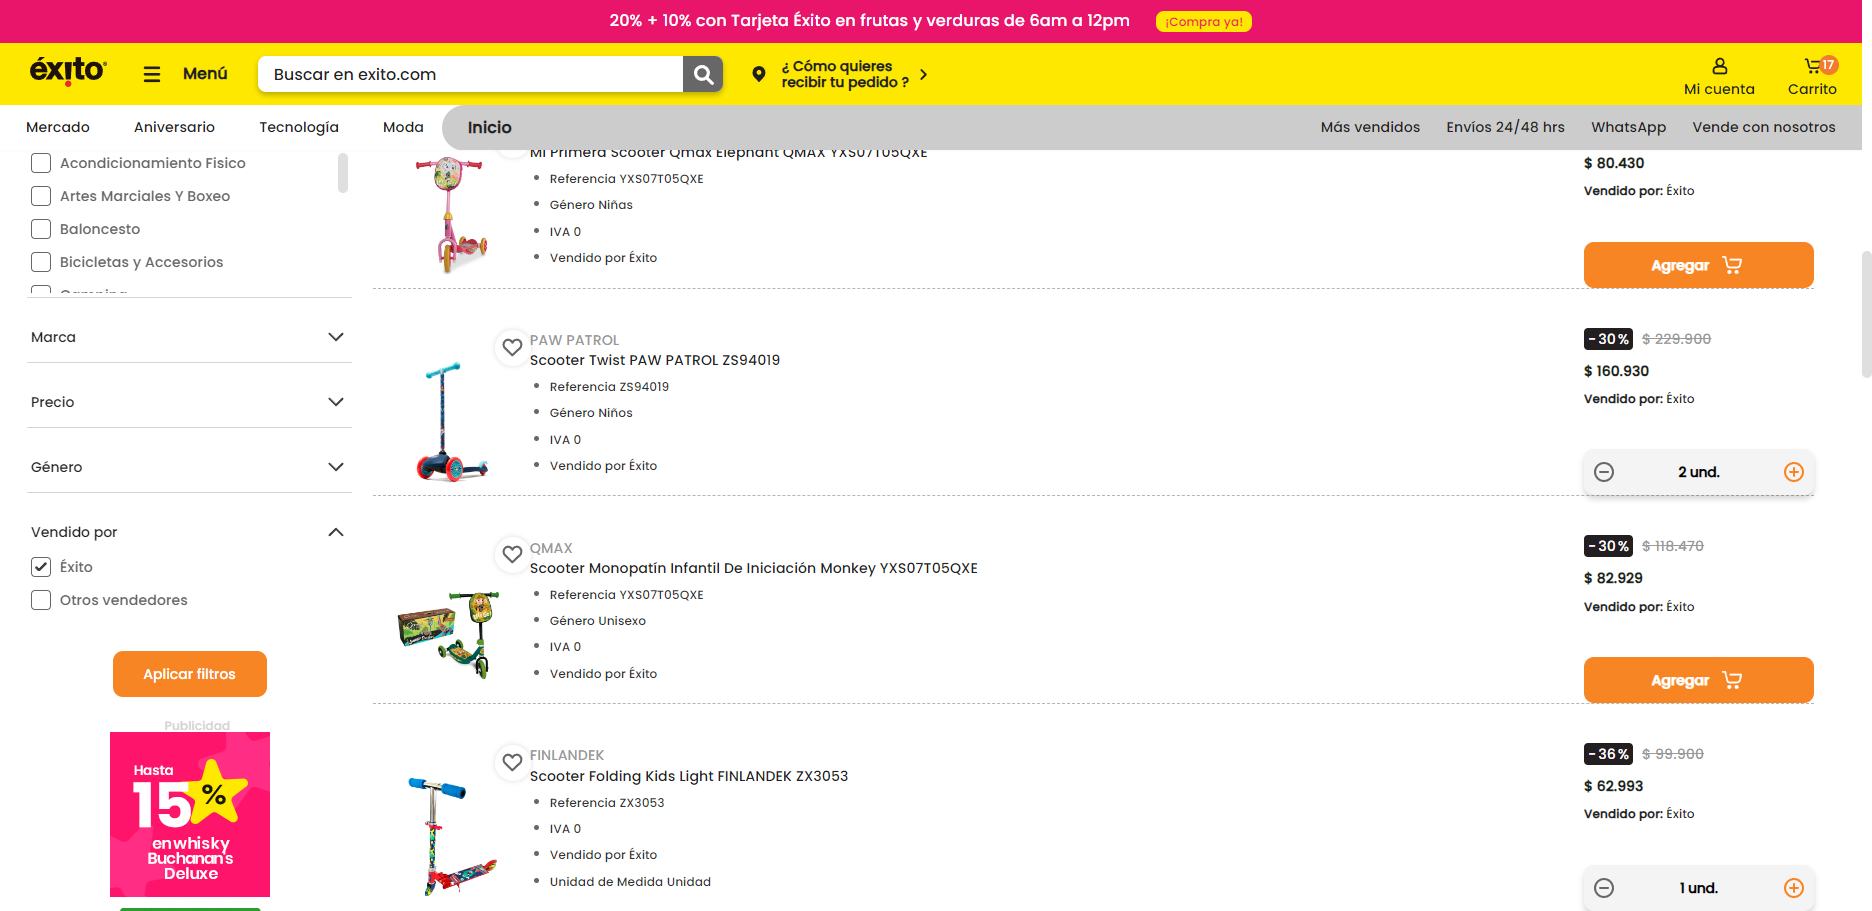 20% + 10% con Tarjeta Éxito en frutas y verduras de 6am a 12pm
¡Compra ya!
éxito
Menú
Buscar en exito.com
¿ Cómo quieres
recibir tu pedido ?
Mi cuenta
17
Carrito
Mercado
Aniversario
Tecnología
Moda
Inicio
Más vendidos
Envíos 24/48 hrs
WhatsApp
Vende con nosotros
Acondicionamiento Fisico
Artes Marciales Y Boxeo
Baloncesto
Bicicletas y Accesorios
Camping
Marca
Precio
Género
Vendido por
Éxito
Otros vendedores
Aplicar filtros
Publicidad
Hasta
15%
en whisky
Buchanan's
Deluxe
Mi Primera Scooter Qmax Elephant QMAX YXS07T05QXE
Referencia YXS07T05QXE
Género Niñas
IVA 0
Vendido por Éxito
$ 80.430
Vendido por: Éxito
Agregar
PAW PATROL
Scooter Twist PAW PATROL ZS94019
Referencia ZS94019
Género Niños
IVA 0
Vendido por Éxito
-30% $ 229.900
$ 160.930
Vendido por: Éxito
2 und.
QMAX
Scooter Monopatín Infantil De Iniciación Monkey YXS07T05QXE
Referencia YXS07T05QXE
Género Unisexo
IVA 0
Vendido por Éxito
-30% $ 118.470
$ 82.929
Vendido por: Éxito
Agregar
FINLANDEK
Scooter Folding Kids Light FINLANDEK ZX3053
Referencia ZX3053
IVA 0
Vendido por Éxito
Unidad de Medida Unidad
-36% $ 99.900
$ 62.993
Vendido por: Éxito
1 und.